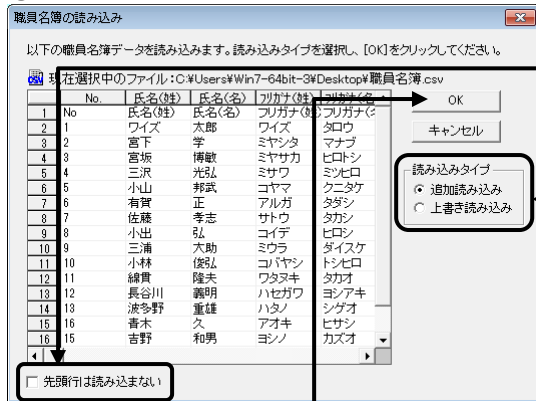 職員名簿の読み込み
以下の職員名簿データを読み込みます。読み込みタイプを選択し、[OK]をクリックしてください。
現在選択中のファイル：C:¥Users¥Win7-64bit-3¥Desktop¥職員名簿.csv
No. 氏名(姓) 氏名(名) フリガナ(姓) フリガナ(名
1 No 氏名(姓) 氏名(名) フリガナ(姓) フリガナ(名
2 1 ワイズ 太郎 ワイズ タロウ
3 2 宮下 学 ミヤシタ マナブ
4 3 宮坂 博敏 ミヤサカ ヒロトシ
5 4 三沢 光弘 ミサワ ミツヒロ
6 5 小山 邦武 コヤマ クニタケ
7 6 有賀 正 アルガ タダシ
8 7 佐藤 孝志 サトウ タカシ
9 8 小出 弘 コイデ ヒロシ
10 9 三浦 大助 ミウラ ダイスケ
11 10 小林 俊弘 コバヤシ トシヒロ
12 11 綿貫 隆夫 ワタヌキ タカオ
13 12 長谷川 義明 ハセガワ ヨシアキ
14 13 波多野 重雄 ハタノ シゲオ
15 16 青木 久 アオキ ヒサシ
16 15 吉野 和男 ヨシノ カズオ
OK
キャンセル
読み込みタイプ
追加読み込み
上書き読み込み
先頭行は読み込まない